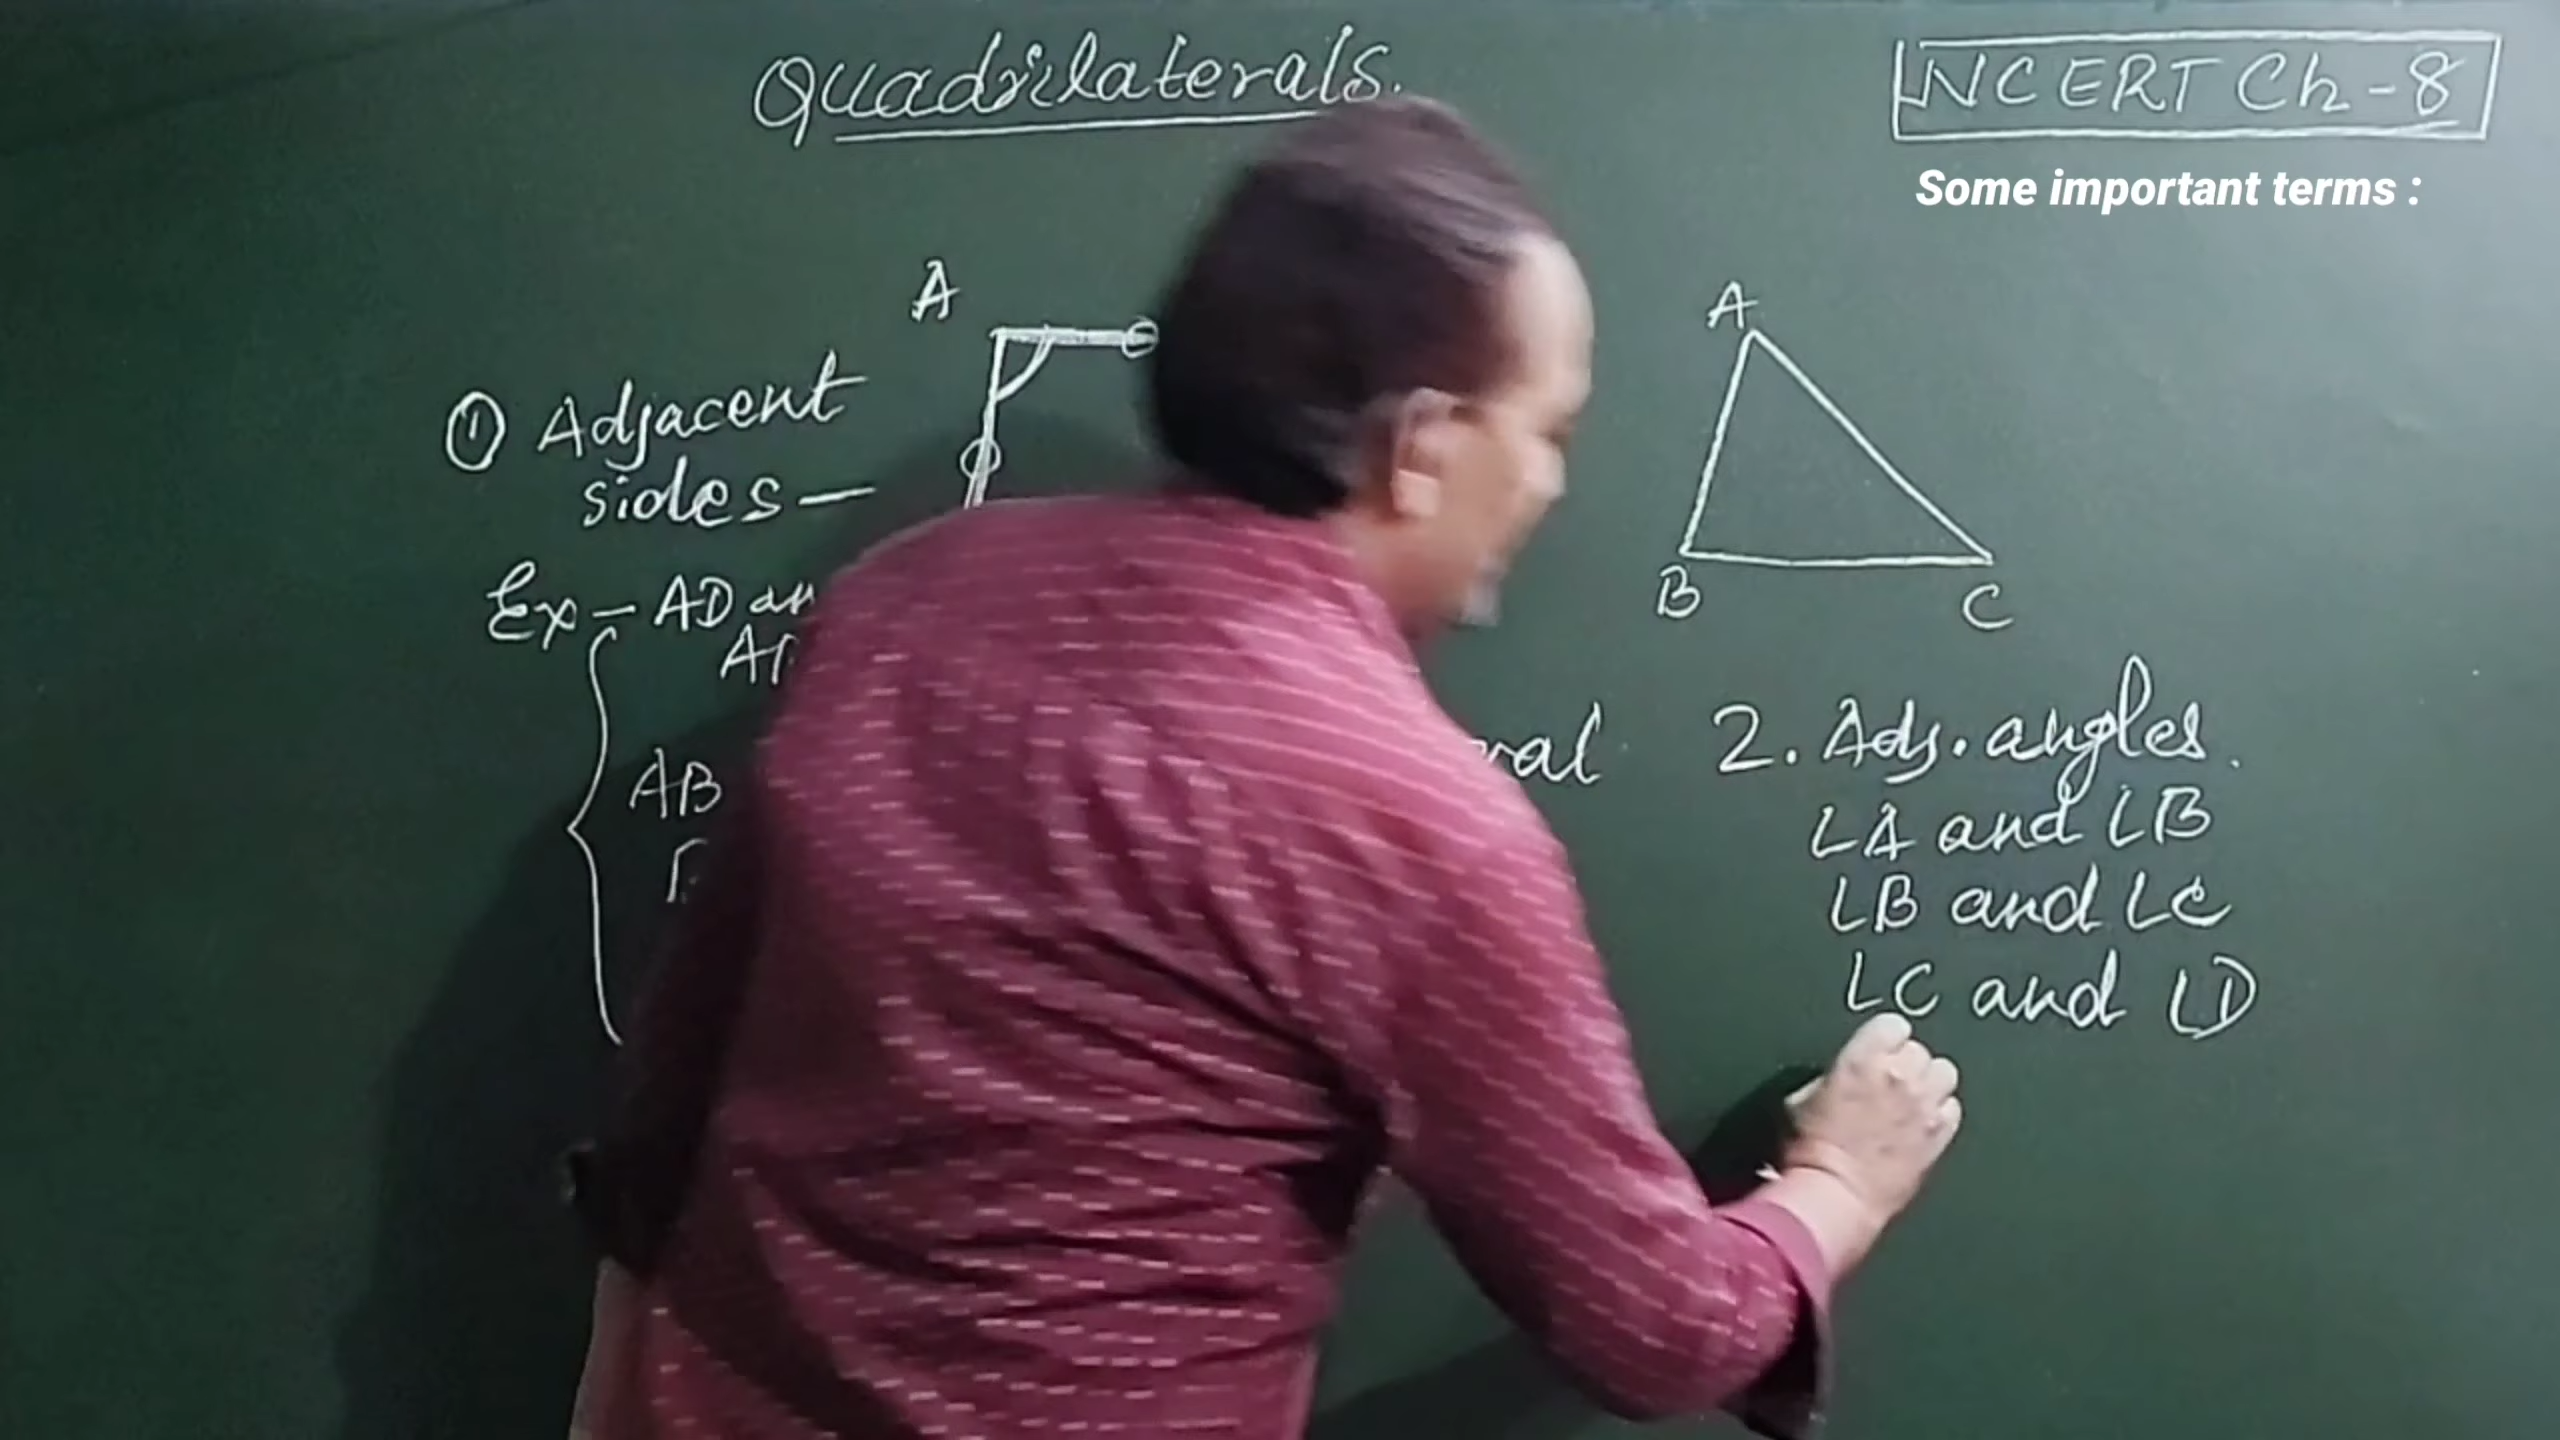 Quadrilaterals.
NCERT Ch-8
Some important terms :
A
① Adjacent
sides —
Ex — AD
AB
A
B
C
2. Adj. angles.
∠A and ∠B
∠B and ∠C
∠C and ∠D